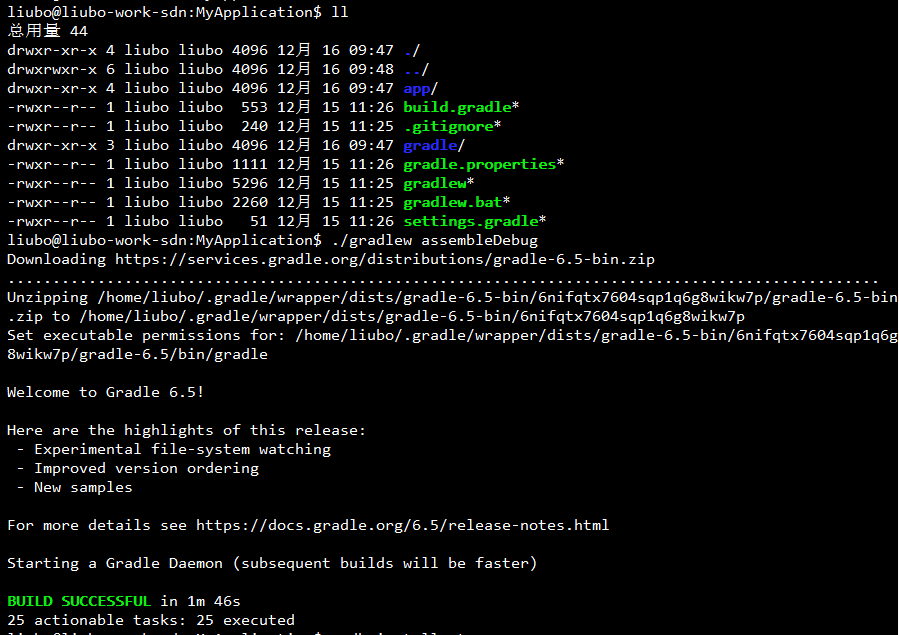 liubo@liubo-work-sdn:MyApplication$ ll
总用量 44
drwxr-xr-x 4 liubo liubo 4096 12月 16 09:47 ./
drwxrwxr-x 6 liubo liubo 4096 12月 16 09:48 ../
drwxr-xr-x 4 liubo liubo 4096 12月 16 09:47 app/
-rwxr--r-- 1 liubo liubo  553 12月 15 11:26 build.gradle*
-rwxr--r-- 1 liubo liubo  240 12月 15 11:25 .gitignore*
drwxr-xr-x 3 liubo liubo 4096 12月 16 09:47 gradle/
-rwxr--r-- 1 liubo liubo 1111 12月 15 11:26 gradle.properties*
-rwxr--r-- 1 liubo liubo 5296 12月 15 11:25 gradlew*
-rwxr--r-- 1 liubo liubo 2260 12月 15 11:25 gradlew.bat*
-rwxr--r-- 1 liubo liubo   51 12月 15 11:26 settings.gradle*
liubo@liubo-work-sdn:MyApplication$ ./gradlew assembleDebug
Downloading https://services.gradle.org/distributions/gradle-6.5-bin.zip
.................................................................................................
Unzipping /home/liubo/.gradle/wrapper/dists/gradle-6.5-bin/6nifqtx7604sqp1q6g8wikw7p/gradle-6.5-bin
.zip to /home/liubo/.gradle/wrapper/dists/gradle-6.5-bin/6nifqtx7604sqp1q6g8wikw7p
Set executable permissions for: /home/liubo/.gradle/wrapper/dists/gradle-6.5-bin/6nifqtx7604sqp1q6g
8wikw7p/gradle-6.5/bin/gradle
Welcome to Gradle 6.5!
Here are the highlights of this release:
 - Experimental file-system watching
 - Improved version ordering
 - New samples
For more details see https://docs.gradle.org/6.5/release-notes.html
Starting a Gradle Daemon (subsequent builds will be faster)
BUILD SUCCESSFUL in 1m 46s
25 actionable tasks: 25 executed